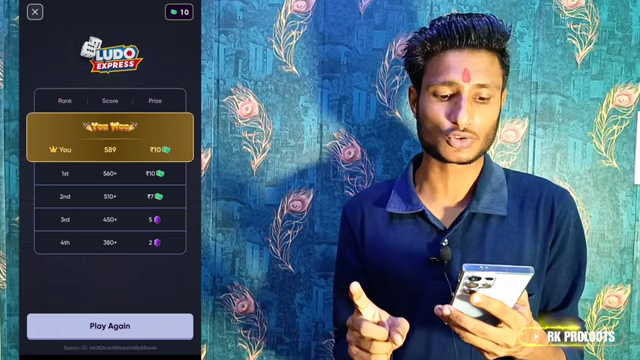 10
LUDO
EXPRESS
Rank Score Prize
You Won
You 589 ₹10
1st 560+ ₹10
2nd 510+ ₹7
3rd 450+ 5
4th 380+ 2
Play Again
RK PROLOOTS